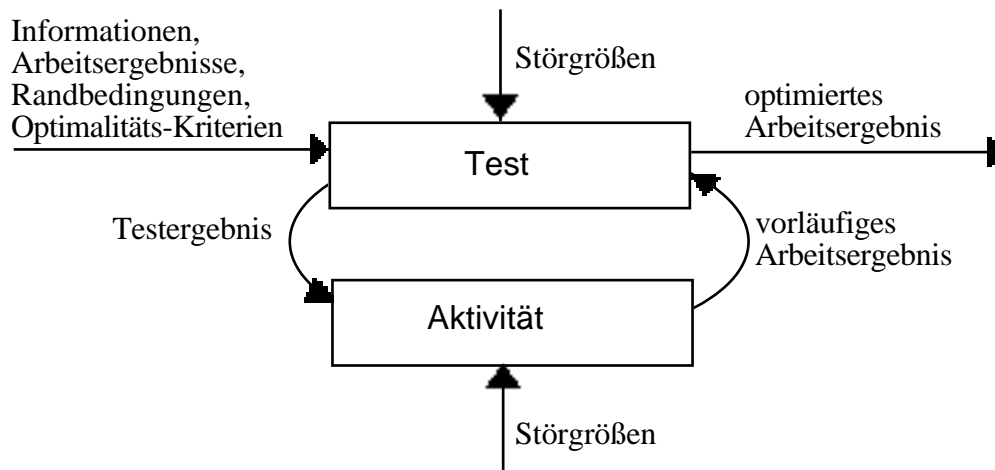 Informationen,
Arbeitsergebnisse,
Randbedingungen,
Optimalitäts-Kriterien
Störgrößen
optimiertes
Arbeitsergebnis
Test
Testergebnis
vorläufiges
Arbeitsergebnis
Aktivität
Störgrößen